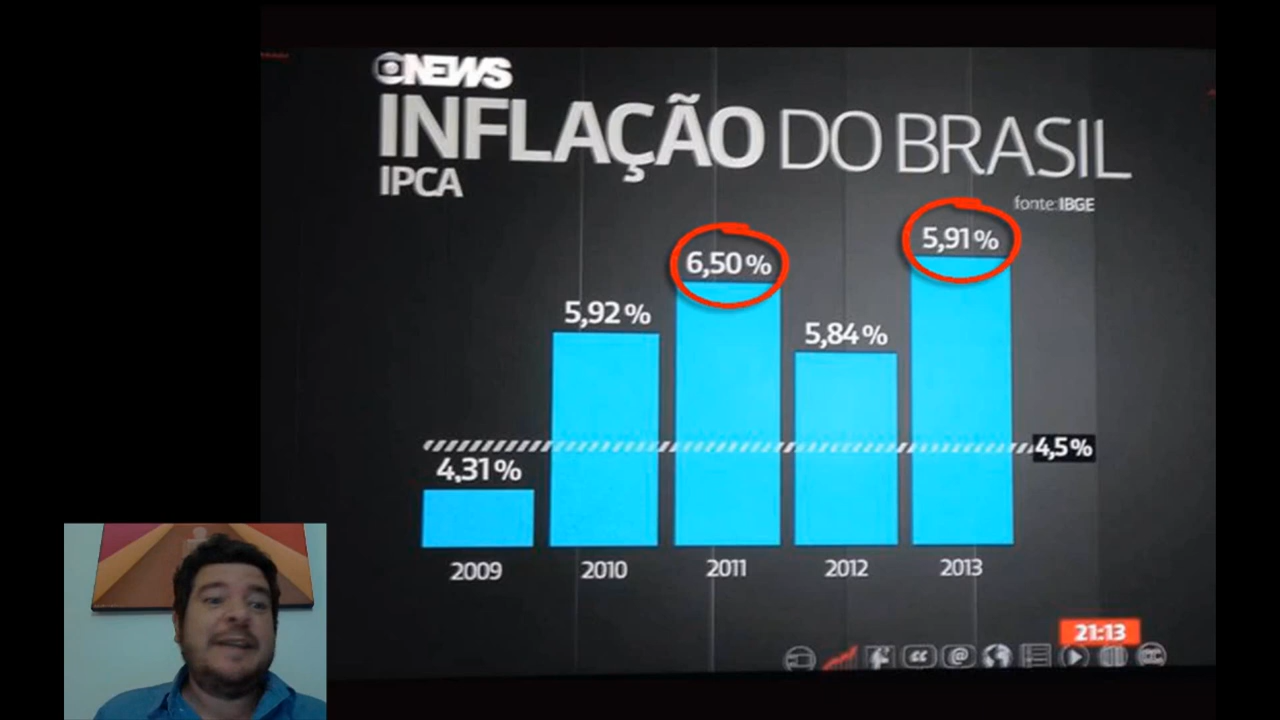 NEWS
INFLAÇÃO DO BRASIL
IPCA
fonte: IBGE
5,91%
6,50%
5,92%
5,84%
4,5%
4,31%
2009 2010 2011 2012 2013
21:13